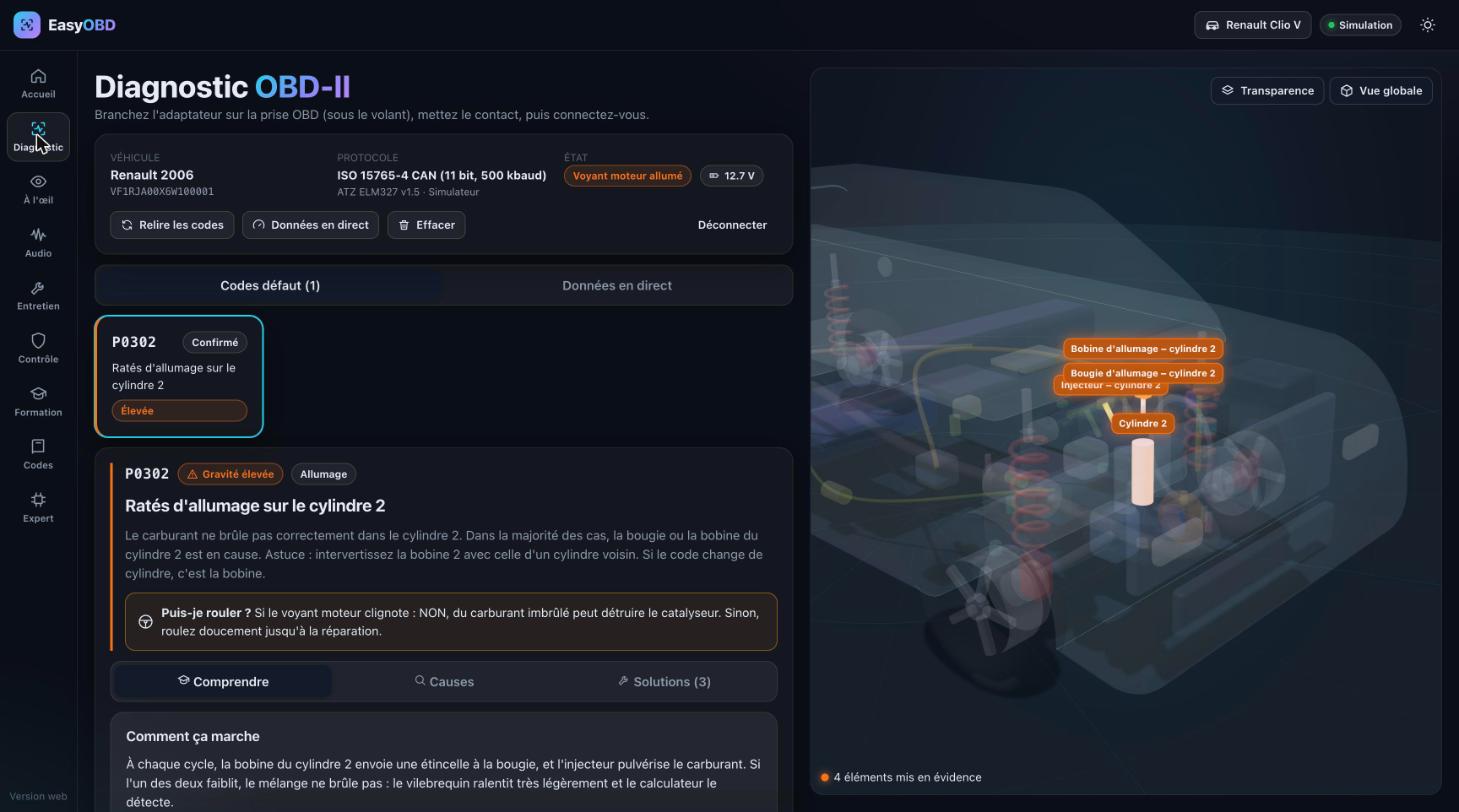 EasyOBD
Renault Clio V
Simulation
Accueil
Diagnostic
À l'œil
Audio
Entretien
Contrôle
Formation
Codes
Expert
Version web
Diagnostic OBD-II
Branchez l'adaptateur sur la prise OBD (sous le volant), mettez le contact, puis connectez-vous.
VÉHICULE
Renault 2006
VF1RJA00X6W100001
PROTOCOLE
ISO 15765-4 CAN (11 bit, 500 kbaud)
ATZ ELM327 v1.5 · Simulateur
ÉTAT
Voyant moteur allumé
12.7 V
Relire les codes
Données en direct
Effacer
Déconnecter
Codes défaut (1)
Données en direct
P0302
Confirmé
Ratés d'allumage sur le
cylindre 2
Élevée
P0302
Gravité élevée
Allumage
Ratés d'allumage sur le cylindre 2
Le carburant ne brûle pas correctement dans le cylindre 2. Dans la majorité des cas, la bougie ou la bobine du
cylindre 2 est en cause. Astuce : intervertissez la bobine 2 avec celle d'un cylindre voisin. Si le code change de
cylindre, c'est la bobine.
Puis-je rouler ? Si le voyant moteur clignote : NON, du carburant imbrûlé peut détruire le catalyseur. Sinon,
roulez doucement jusqu'à la réparation.
Comprendre
Causes
Solutions (3)
Comment ça marche
À chaque cycle, la bobine du cylindre 2 envoie une étincelle à la bougie, et l'injecteur pulvérise le carburant. Si
l'un des deux faiblit, le mélange ne brûle pas : le vilebrequin ralentit très légèrement et le calculateur le
détecte.
Transparence
Vue globale
Bobine d'allumage – cylindre 2
Bougie d'allumage – cylindre 2
Injecteur – cylindre 2
Cylindre 2
4 éléments mis en évidence